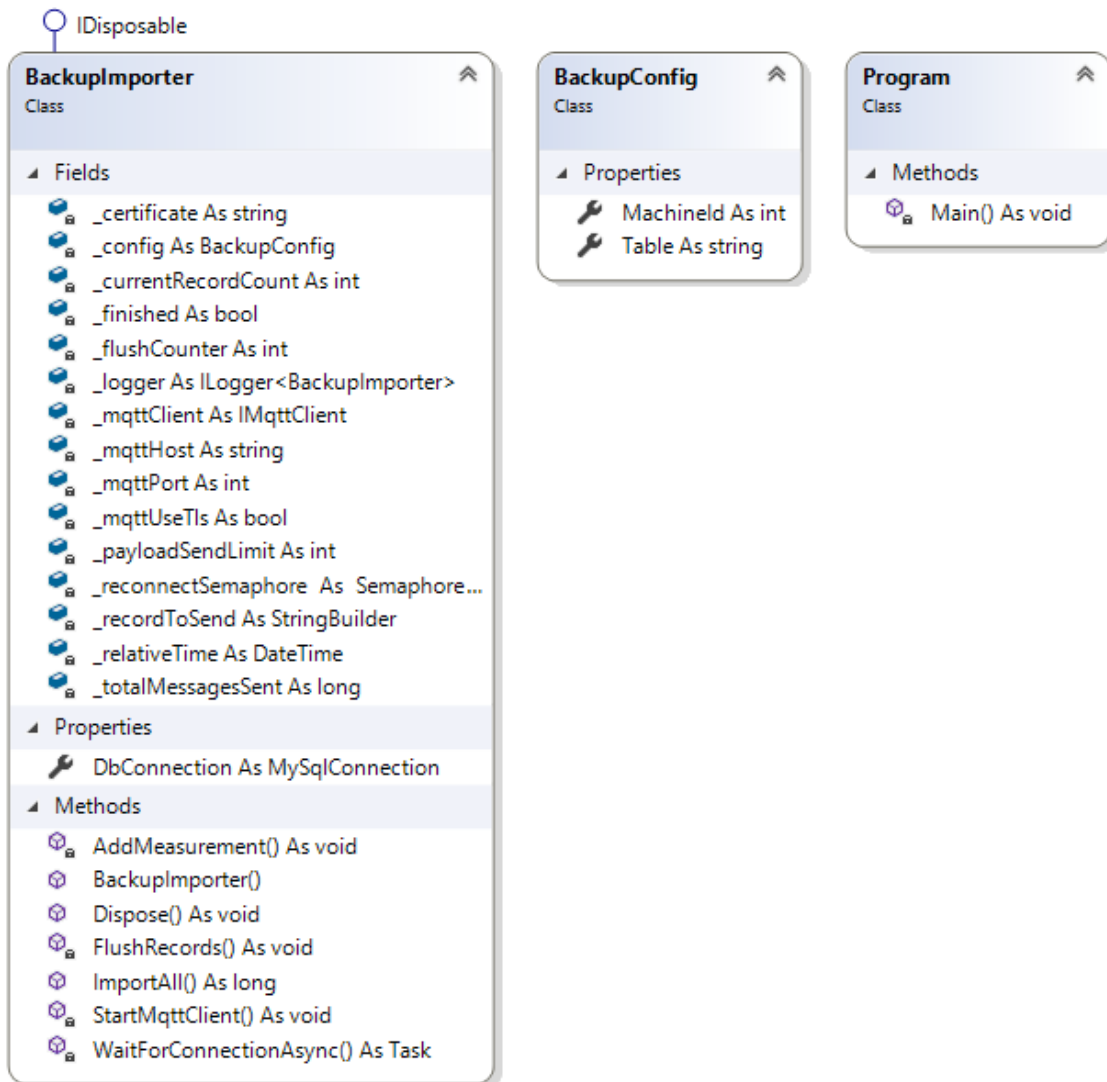 IDisposable
BackupImporter
Class
Fields
_certificate As string
_config As BackupConfig
_currentRecordCount As int
_finished As bool
_flushCounter As int
_logger As ILogger<BackupImporter>
_mqttClient As IMqttClient
_mqttHost As string
_mqttPort As int
_mqttUseTls As bool
_payloadSendLimit As int
_reconnectSemaphore As Semaphore...
_recordToSend As StringBuilder
_relativeTime As DateTime
_totalMessagesSent As long
Properties
DbConnection As MySqlConnection
Methods
AddMeasurement() As void
BackupImporter()
Dispose() As void
FlushRecords() As void
ImportAll() As long
StartMqttClient() As void
WaitForConnectionAsync() As Task
BackupConfig
Class
Properties
MachineId As int
Table As string
Program
Class
Methods
Main() As void